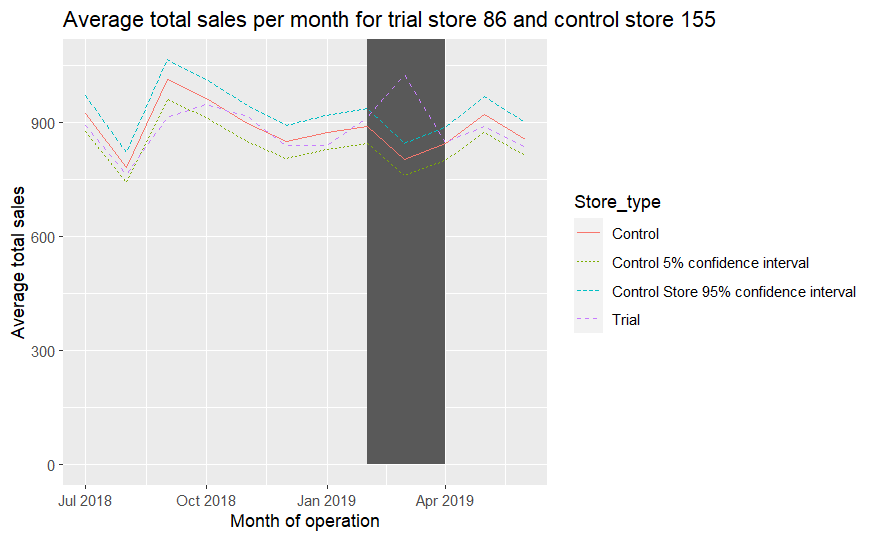 Average total sales per month for trial store 86 and control store 155
Average total sales
900
600
300
0
Jul 2018
Oct 2018
Jan 2019
Apr 2019
Month of operation
Store_type
Control
Control 5% confidence interval
Control Store 95% confidence interval
Trial